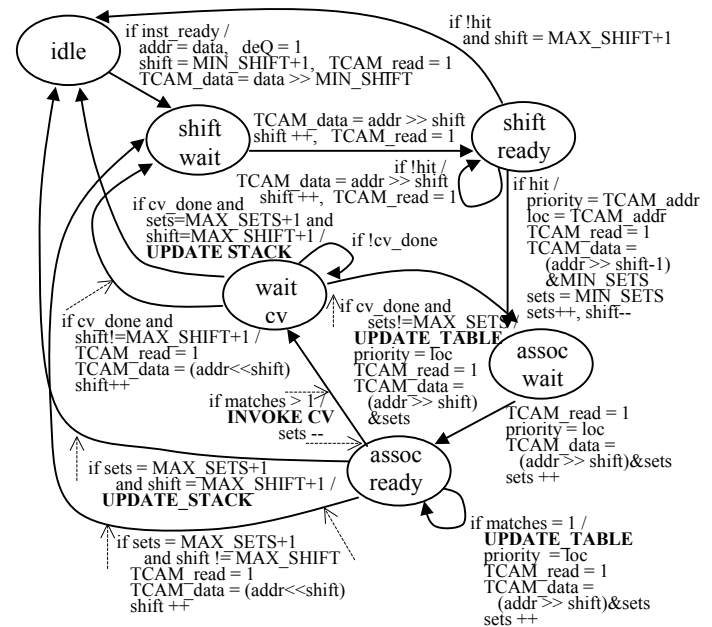 idle
if inst_ready /
addr = data, deQ = 1
shift = MIN_SHIFT+1, TCAM_read = 1
TCAM_data = data >> MIN_SHIFT
if !hit
and shift = MAX_SHIFT+1
shift
wait
TCAM_data = addr >> shift
shift ++, TCAM_read = 1
shift
ready
if !hit /
TCAM_data = addr >> shift
shift ++, TCAM_read = 1
if hit /
priority = TCAM_addr
loc = TCAM_addr
TCAM_read = 1
TCAM_data =
(addr >> shift-1)
&MIN_SETS
sets = MIN_SETS
sets++, shift--
if cv_done and
sets=MAX_SETS+1 and
shift=MAX_SHIFT+1 /
UPDATE STACK
if !cv_done
wait
cv
if cv_done and
shift!=MAX_SHIFT+1 /
TCAM_read = 1
TCAM_data = (addr<<shift)
shift++
if cv_done and
sets!=MAX_SETS /
UPDATE_TABLE
priority = loc
TCAM_read = 1
TCAM_data =
(addr >> shift)
&sets
assoc
wait
if matches > 1 /
INVOKE CV
sets --
TCAM_read = 1
priority = loc
TCAM_data =
(addr >> shift)&sets
sets ++
assoc
ready
if sets = MAX_SETS+1
and shift = MAX_SHIFT+1 /
UPDATE_STACK
if matches = 1 /
UPDATE_TABLE
priority = loc
TCAM_read = 1
TCAM_data =
(addr >> shift)&sets
sets ++
if sets = MAX_SETS+1
and shift != MAX_SHIFT
TCAM_read = 1
TCAM_data = (addr<<shift)
shift ++